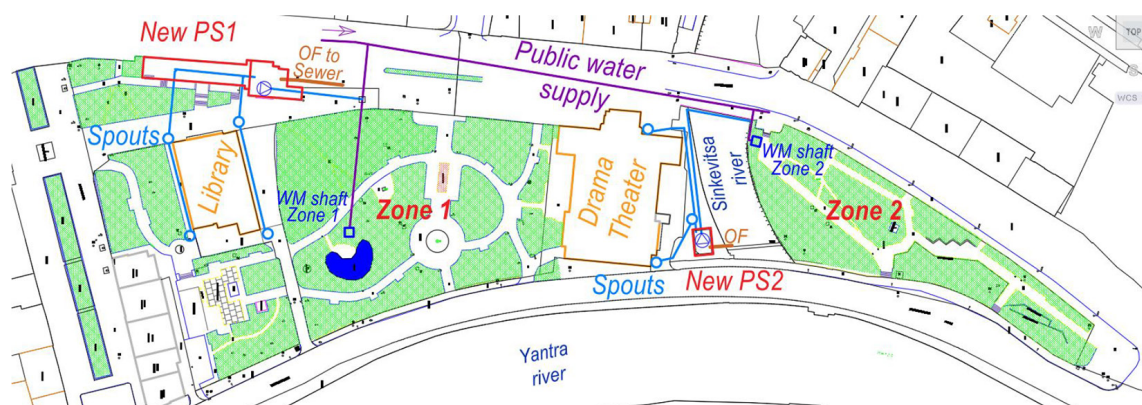 New PS1
OF to
Sewer
Public water
supply
W
TOP
S
WCS
Spouts
Library
WM shaft
Zone 1
Zone 1
Drama
Theater
Sinkevitsa
river
WM shaft
Zone 2
Zone 2
OF
Spouts
New PS2
Yantra
river